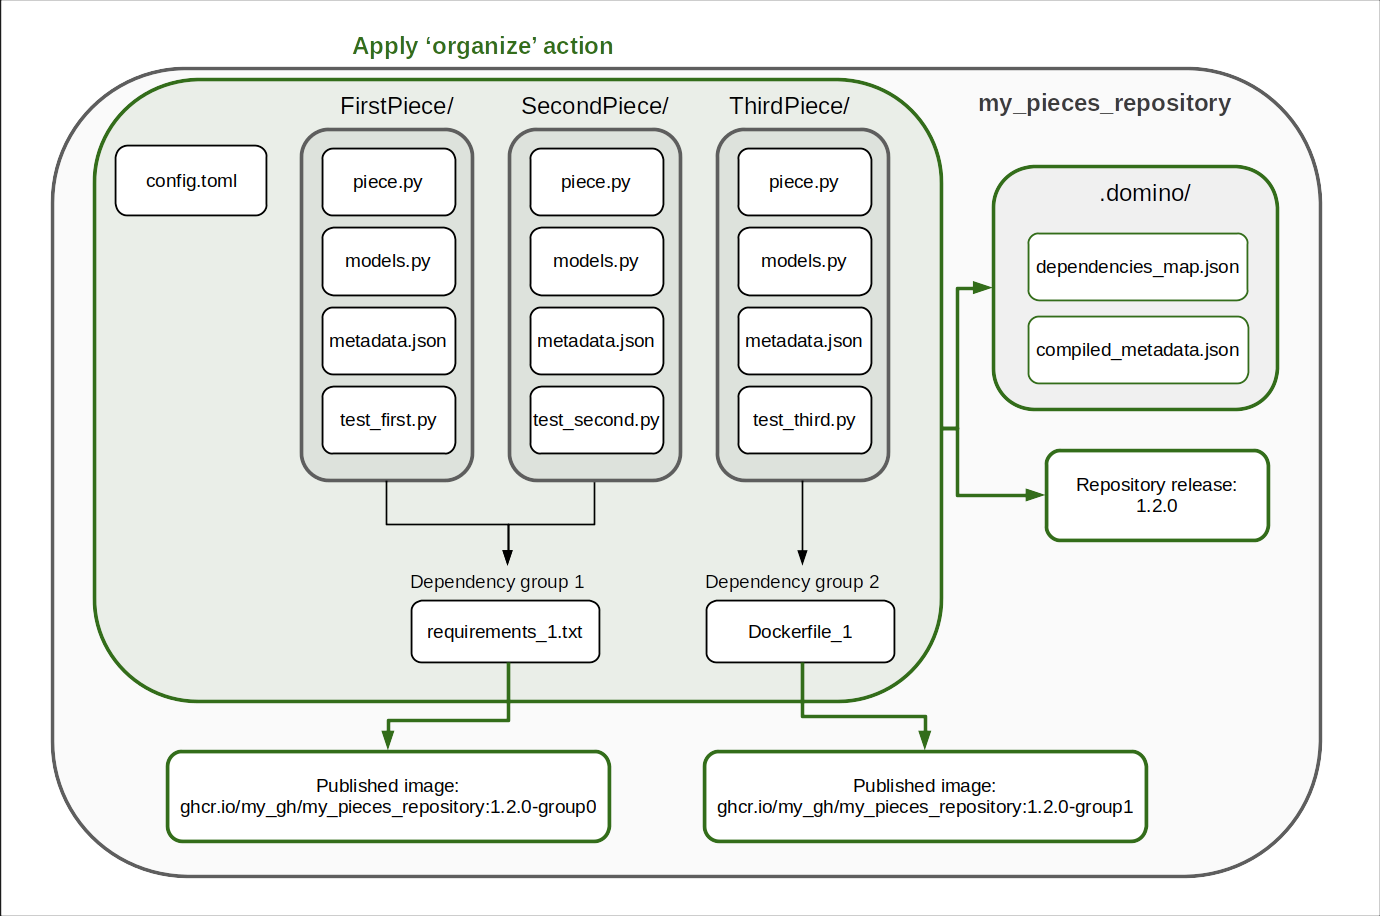 Apply ‘organize’ action
my_pieces_repository
FirstPiece/
SecondPiece/
ThirdPiece/
config.toml
piece.py
models.py
metadata.json
test_first.py
piece.py
models.py
metadata.json
test_second.py
piece.py
models.py
metadata.json
test_third.py
.domino/
dependencies_map.json
compiled_metadata.json
Repository release:
1.2.0
Dependency group 1
requirements_1.txt
Dependency group 2
Dockerfile_1
Published image:
ghcr.io/my_gh/my_pieces_repository:1.2.0-group0
Published image:
ghcr.io/my_gh/my_pieces_repository:1.2.0-group1